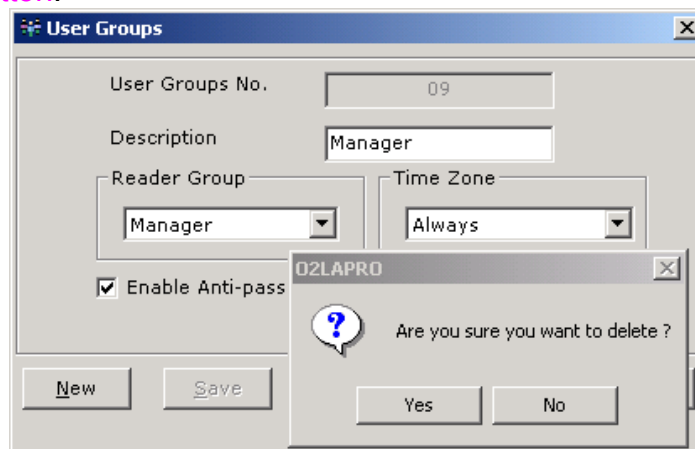 User Groups
User Groups No. 09
Description Manager
Reader Group Time Zone
Manager Always
Enable Anti-pass
O2LAPRO
Are you sure you want to delete ?
New Save
Yes No